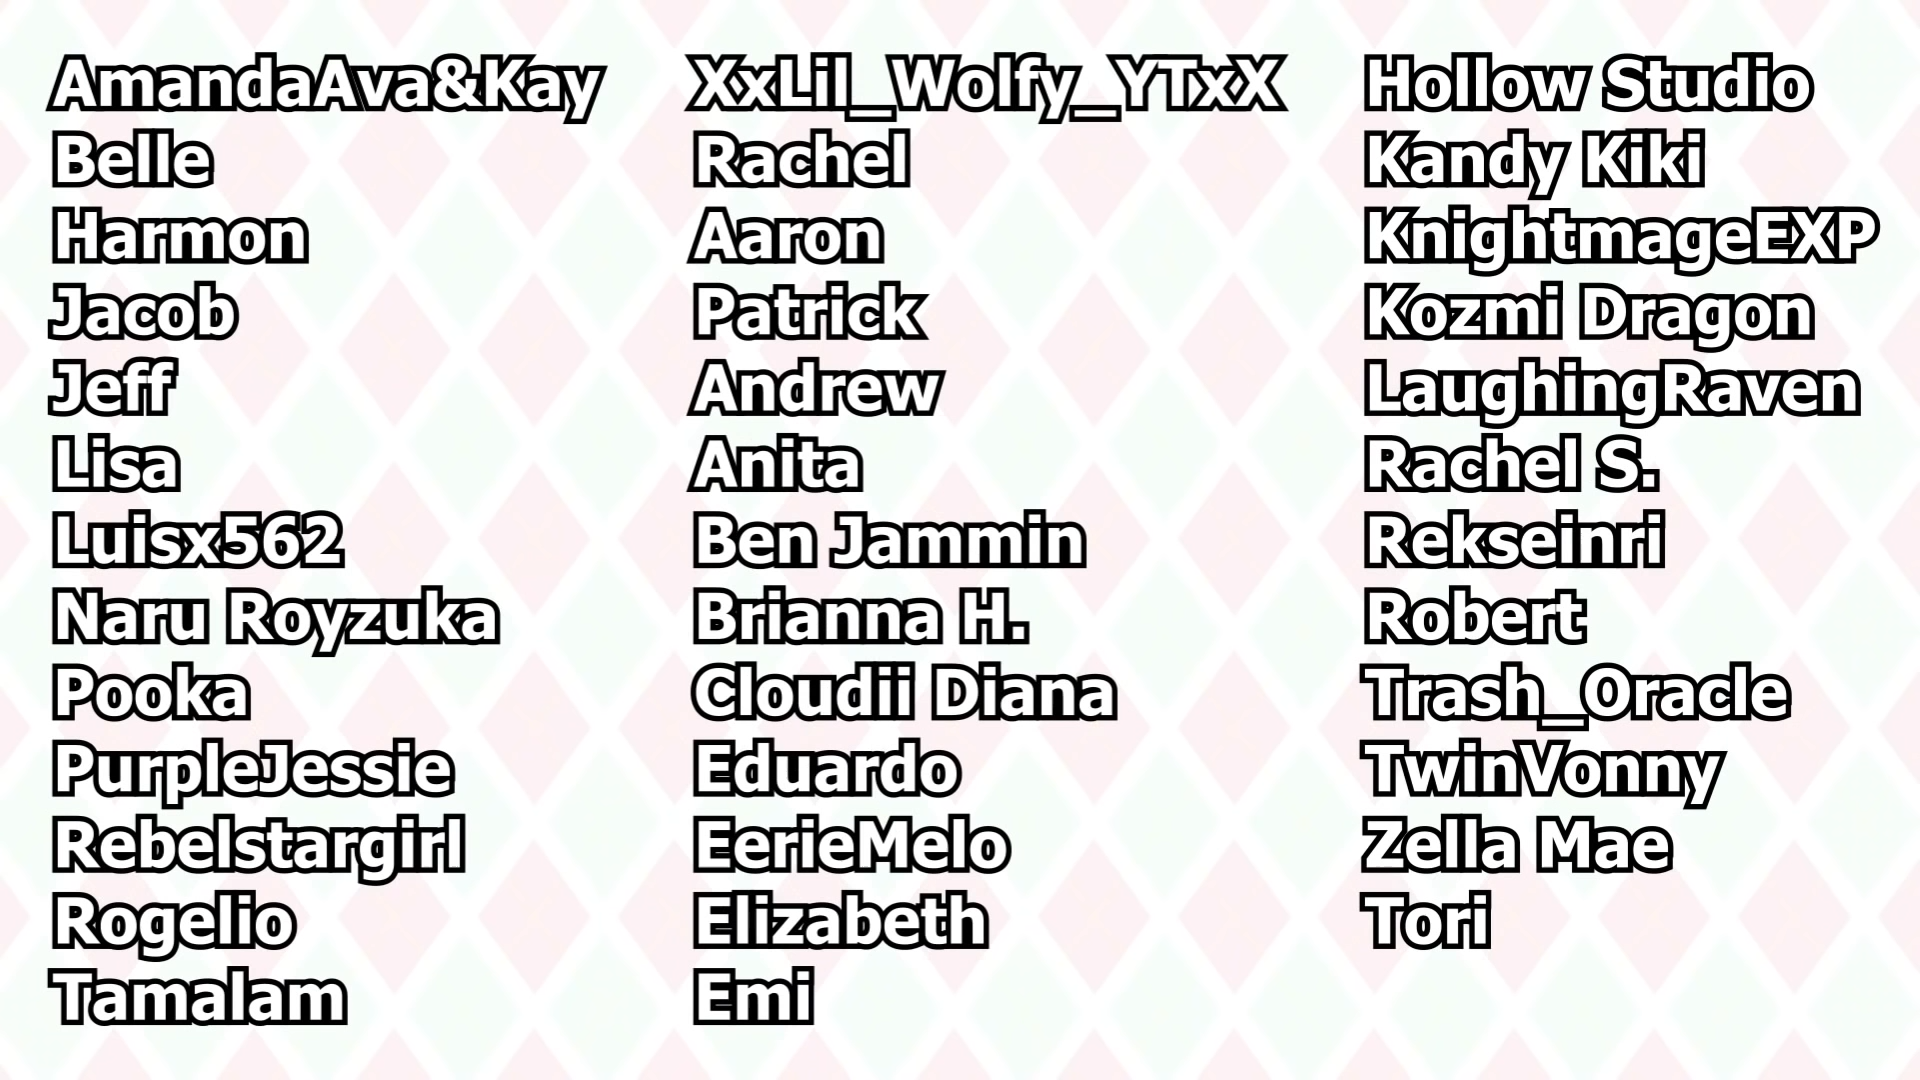 AmandaAva&Kay
Belle
Harmon
Jacob
Jeff
Lisa
Luisx562
Naru Royzuka
Pooka
PurpleJessie
Rebelstargirl
Rogelio
Tamalam
XxLil_Wolfy_YTxX
Rachel
Aaron
Patrick
Andrew
Anita
Ben Jammin
Brianna H.
Cloudii Diana
Eduardo
EerieMelo
Elizabeth
Emi
Hollow Studio
Kandy Kiki
KnightmageEXP
Kozmi Dragon
LaughingRaven
Rachel S.
Rekseinri
Robert
Trash_Oracle
TwinVonny
Zella Mae
Tori